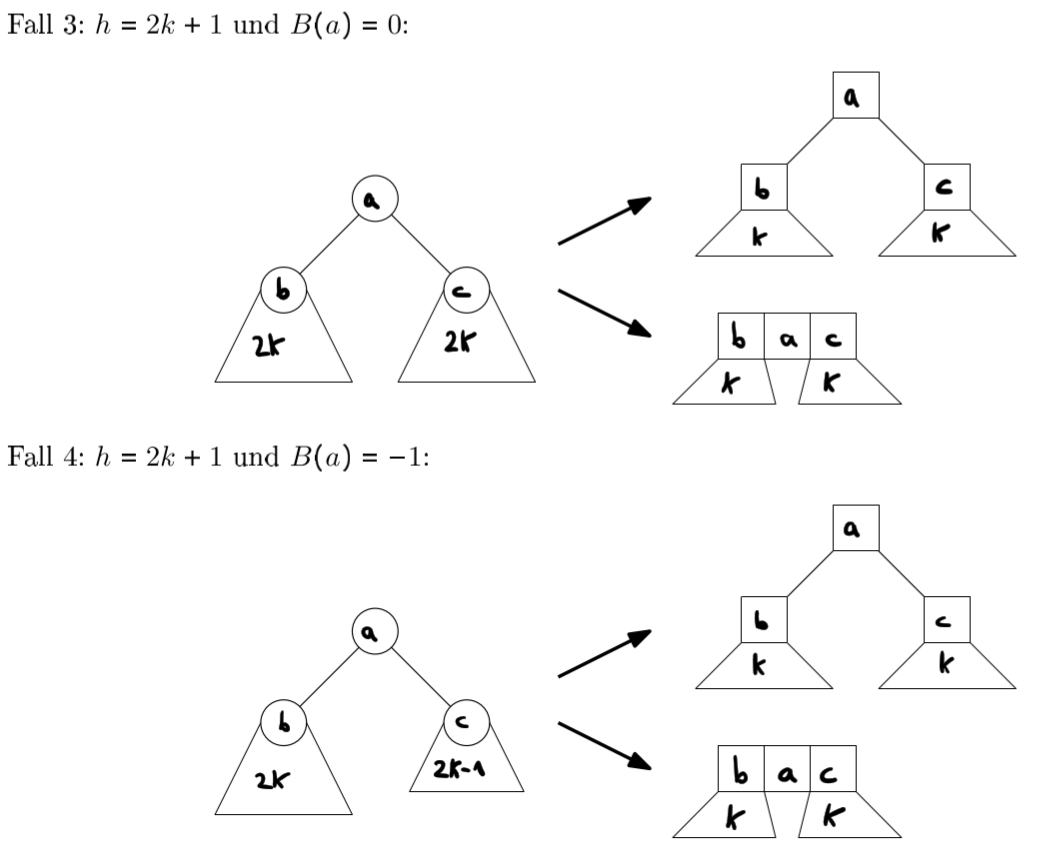 Fall 3: h = 2k + 1 und B(a) = 0:
a
b c
k k
a
b c
2k 2k
b a c
k k
Fall 4: h = 2k + 1 und B(a) = −1:
a
b c
k k
a
b c
2k 2k-1
b a c
k k